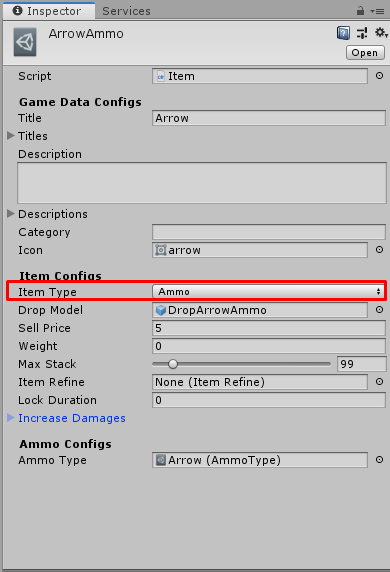 Inspector Services
ArrowAmmo
Open
Script Item
Game Data Configs
Title Arrow
Titles
Description
Descriptions
Category
Icon arrow
Item Configs
Item Type Ammo
Drop Model DropArrowAmmo
Sell Price 5
Weight 0
Max Stack 99
Item Refine None (Item Refine)
Lock Duration 0
Increase Damages
Ammo Configs
Ammo Type Arrow (AmmoType)